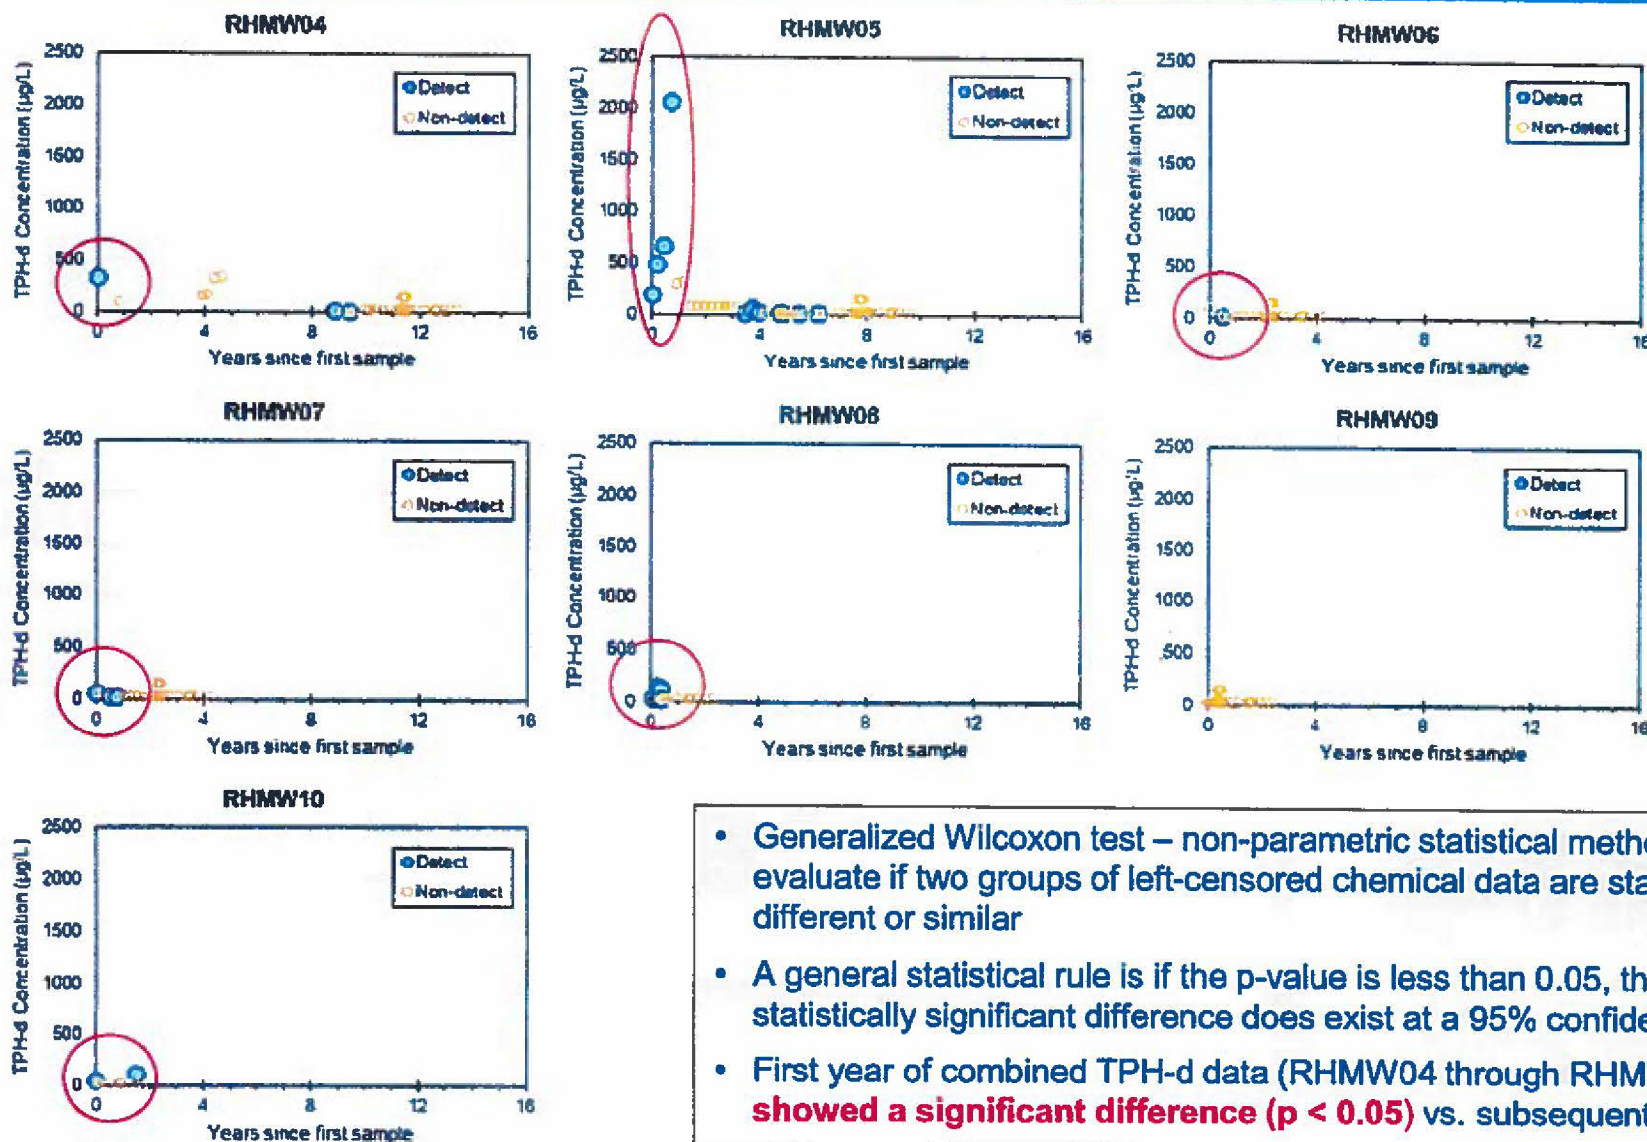 RHMW04
2500
2000
1500
1000
500
0
TPH-d Concentration (µg/L)
Detect
Non-detect
0 4 8 12 16
Years since first sample
RHMW05
2500
2000
1500
1000
500
0
TPH-d Concentration (µg/L)
Detect
Non-detect
0 4 8 12 16
Years since first sample
RHMW06
2500
2000
1500
1000
500
0
TPH-d Concentration (µg/L)
Detect
Non-detect
0 4 8 12 16
Years since first sample
RHMW07
2500
2000
1500
1000
500
0
TPH-d Concentration (µg/L)
Detect
Non-detect
0 4 8 12 16
Years since first sample
RHMW08
2500
2000
1500
1000
500
0
TPH-d Concentration (µg/L)
Detect
Non-detect
0 4 8 12 16
Years since first sample
RHMW09
2500
2000
1500
1000
500
0
TPH-d Concentration (µg/L)
Detect
Non-detect
0 4 8 12 16
Years since first sample
RHMW10
2500
2000
1500
1000
500
0
TPH-d Concentration (µg/L)
Detect
Non-detect
0 4 8 12 16
Years since first sample
• Generalized Wilcoxon test – non-parametric statistical metho
evaluate if two groups of left-censored chemical data are sta
different or similar
• A general statistical rule is if the p-value is less than 0.05, th
statistically significant difference does exist at a 95% confide
• First year of combined TPH-d data (RHMW04 through RHM
showed a significant difference (p < 0.05) vs. subsequent